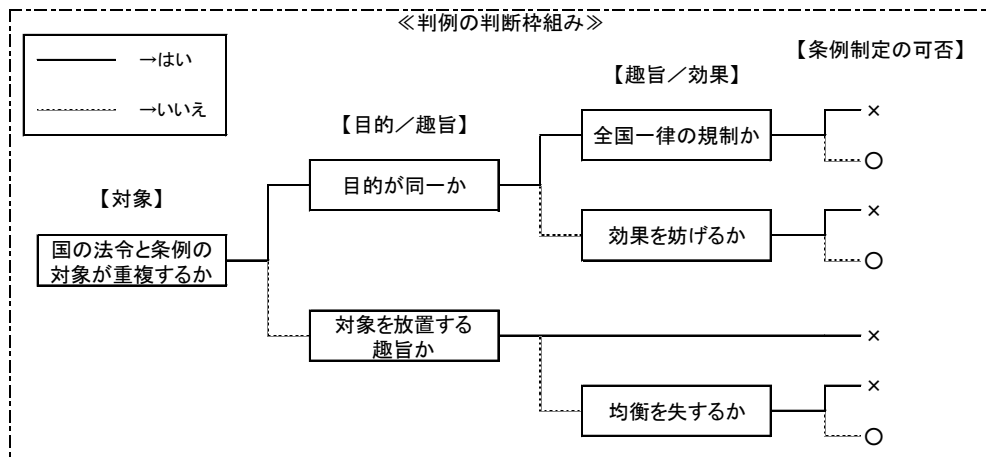 ≪判例の判断枠組み≫
→はい
→いいえ
【条例制定の可否】
【趣旨／効果】
【目的／趣旨】
【対象】
全国一律の規制か
×
○
目的が同一か
効果を妨げるか
×
○
国の法令と条例の
対象が重複するか
対象を放置する
趣旨か
×
均衡を失するか
×
○